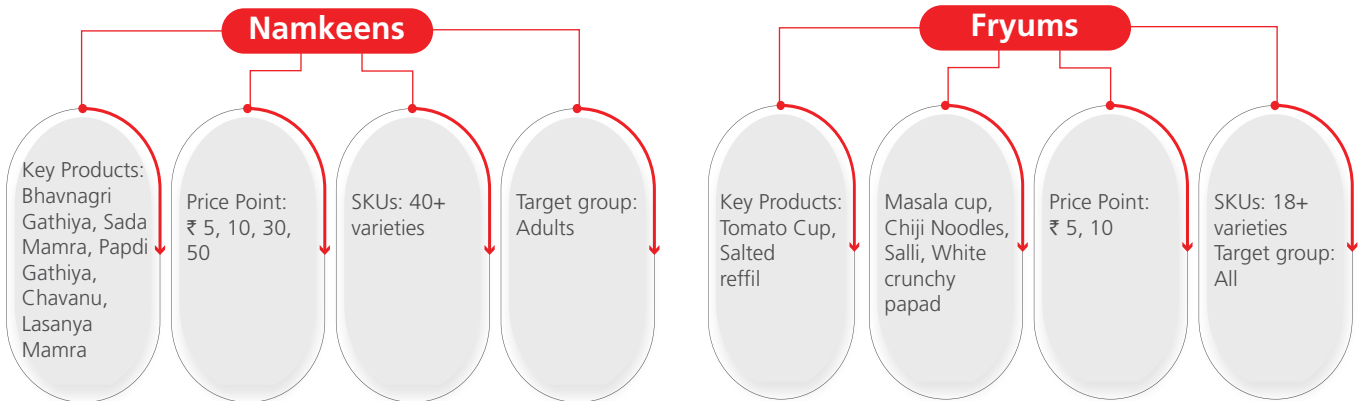 Namkeens
Key Products:
Bhavnagri
Gathiya, Sada
Mamra, Papdi
Gathiya,
Chavanu,
Lasanya
Mamra
Price Point:
₹ 5, 10, 30,
50
SKUs: 40+
varieties
Target group:
Adults
Fryums
Key Products:
Tomato Cup,
Salted
reffil
Masala cup,
Chiji Noodles,
Salli, White
crunchy
papad
Price Point:
₹ 5, 10
SKUs: 18+
varieties
Target group:
All